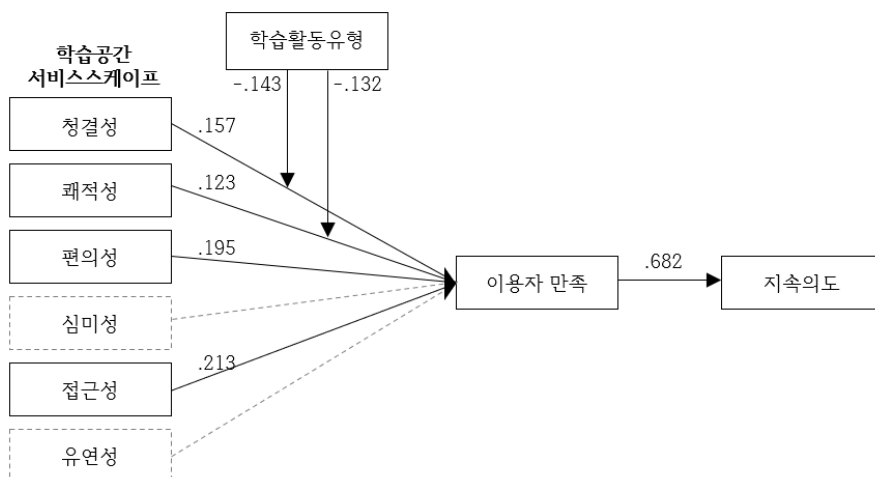 학습활동유형
학습공간
서비스스케이프
-.143
-.132
청결성
.157
쾌적성
.123
편의성
.195
이용자 만족
.682
지속의도
심미성
.213
접근성
유연성